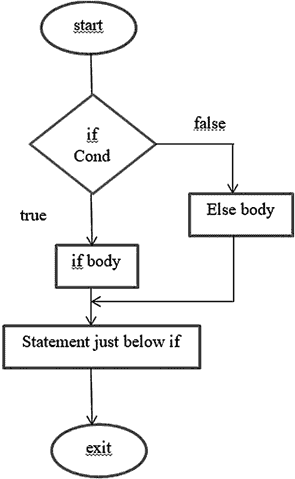 start
if
Cond
false
true
Else body
if body
Statement just below if
exit